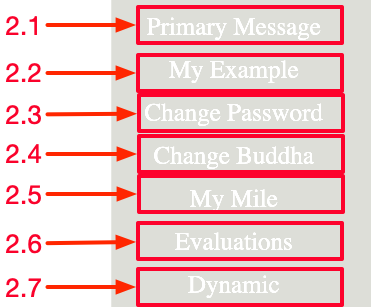 2.1 Primary Message
2.2 My Example
2.3 Change Password
2.4 Change Buddha
2.5 My Mile
2.6 Evaluations
2.7 Dynamic